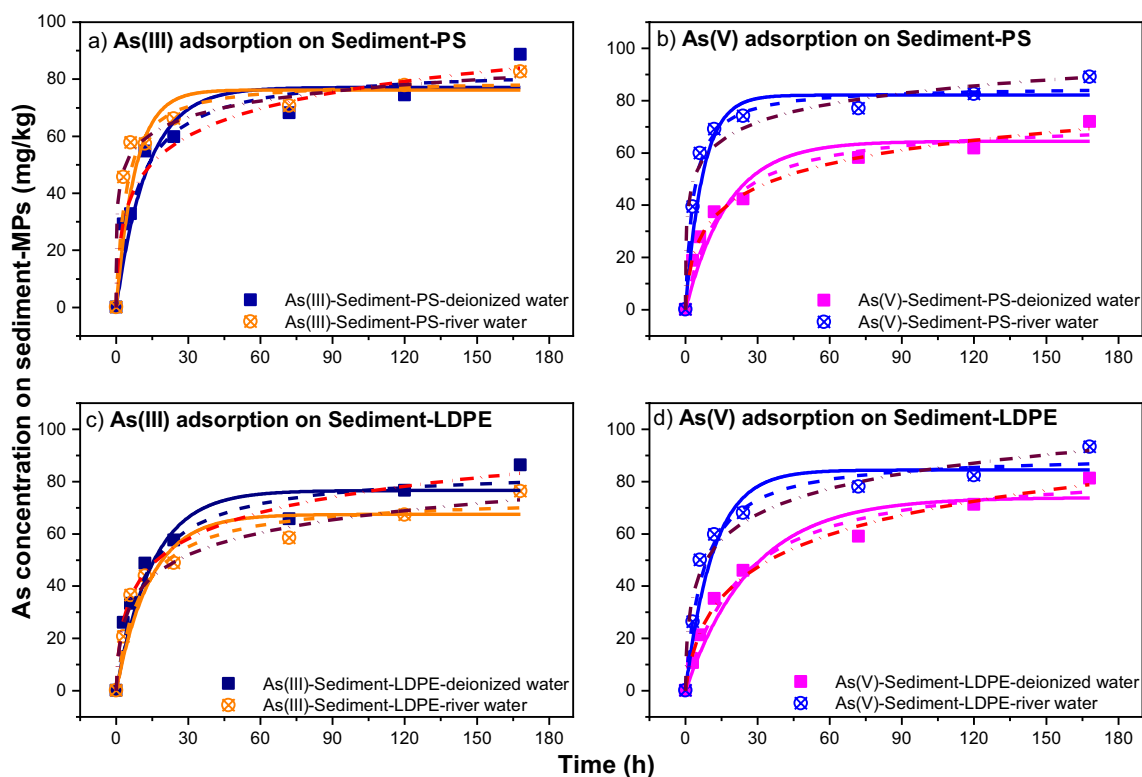 As concentration on sediment-MPs (mg/kg)
a) As(III) adsorption on Sediment-PS
100
80
60
40
20
0
As(III)-Sediment-PS-deionized water
As(III)-Sediment-PS-river water
0 30 60 90 120 150 180
b) As(V) adsorption on Sediment-PS
100
80
60
40
20
0
As(V)-Sediment-PS-deionized water
As(V)-Sediment-PS-river water
0 30 60 90 120 150 180
c) As(III) adsorption on Sediment-LDPE
100
80
60
40
20
0
As(III)-Sediment-LDPE-deionized water
As(III)-Sediment-LDPE-river water
0 30 60 90 120 150 180
d) As(V) adsorption on Sediment-LDPE
100
80
60
40
20
0
As(V)-Sediment-LDPE-deionized water
As(V)-Sediment-LDPE-river water
0 30 60 90 120 150 180
Time (h)